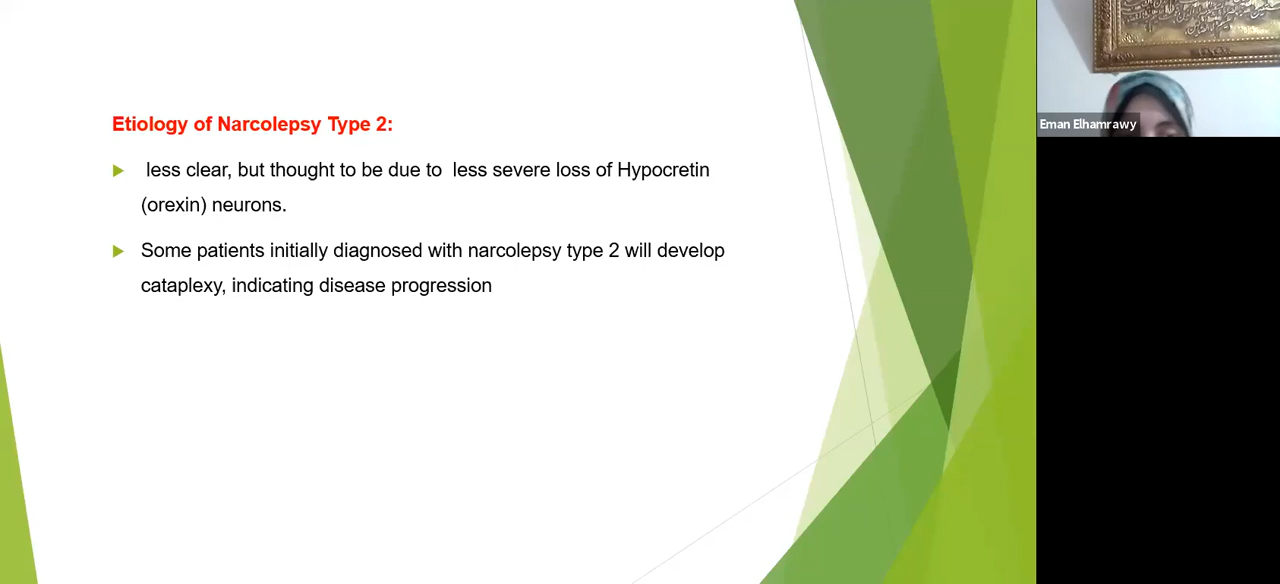 Etiology of Narcolepsy Type 2:
less clear, but thought to be due to  less severe loss of Hypocretin
(orexin) neurons.
Some patients initially diagnosed with narcolepsy type 2 will develop
cataplexy, indicating disease progression
Eman Elhamrawy